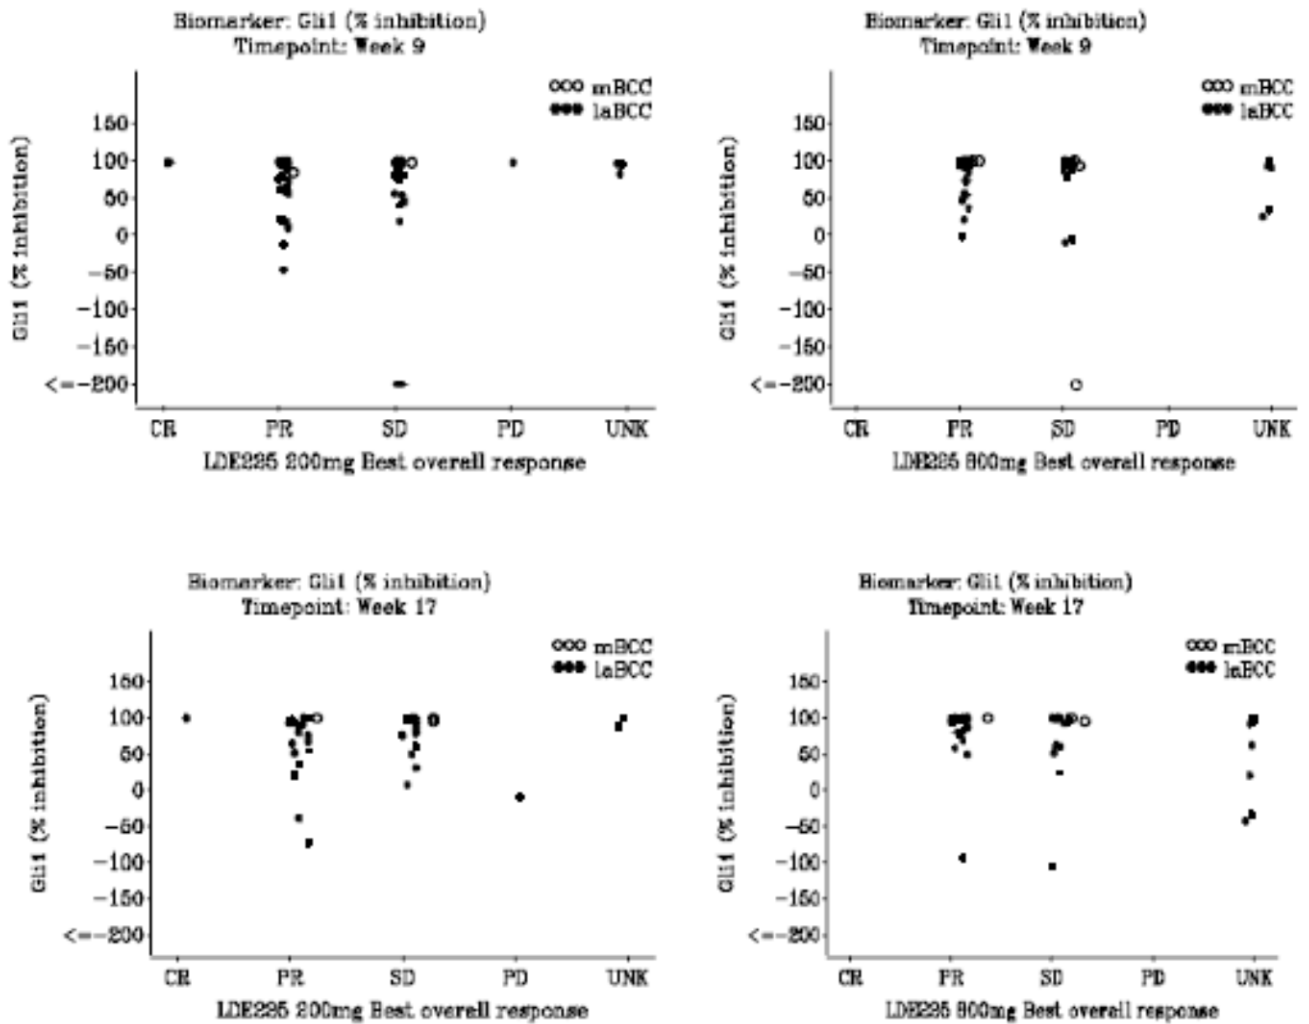 Biomarker: Gli1 (% inhibition)
Timepoint: Week 9
ooo mBCC
●●● laBCC
Gli1 (% inhibition)
150
100
50
0
-50
-100
-150
<=-200
CR PR SD PD UNK
LDE225 200mg Best overall response
Biomarker: Gli1 (% inhibition)
Timepoint: Week 9
ooo mBCC
●●● laBCC
Gli1 (% inhibition)
150
100
50
0
-50
-100
-150
<=-200
CR PR SD PD UNK
LDE225 800mg Best overall response
Biomarker: Gli1 (% inhibition)
Timepoint: Week 17
ooo mBCC
●●● laBCC
Gli1 (% inhibition)
150
100
50
0
-50
-100
-150
<=-200
CR PR SD PD UNK
LDE225 200mg Best overall response
Biomarker: Gli1 (% inhibition)
Timepoint: Week 17
ooo mBCC
●●● laBCC
Gli1 (% inhibition)
150
100
50
0
-50
-100
-150
<=-200
CR PR SD PD UNK
LDE225 800mg Best overall response